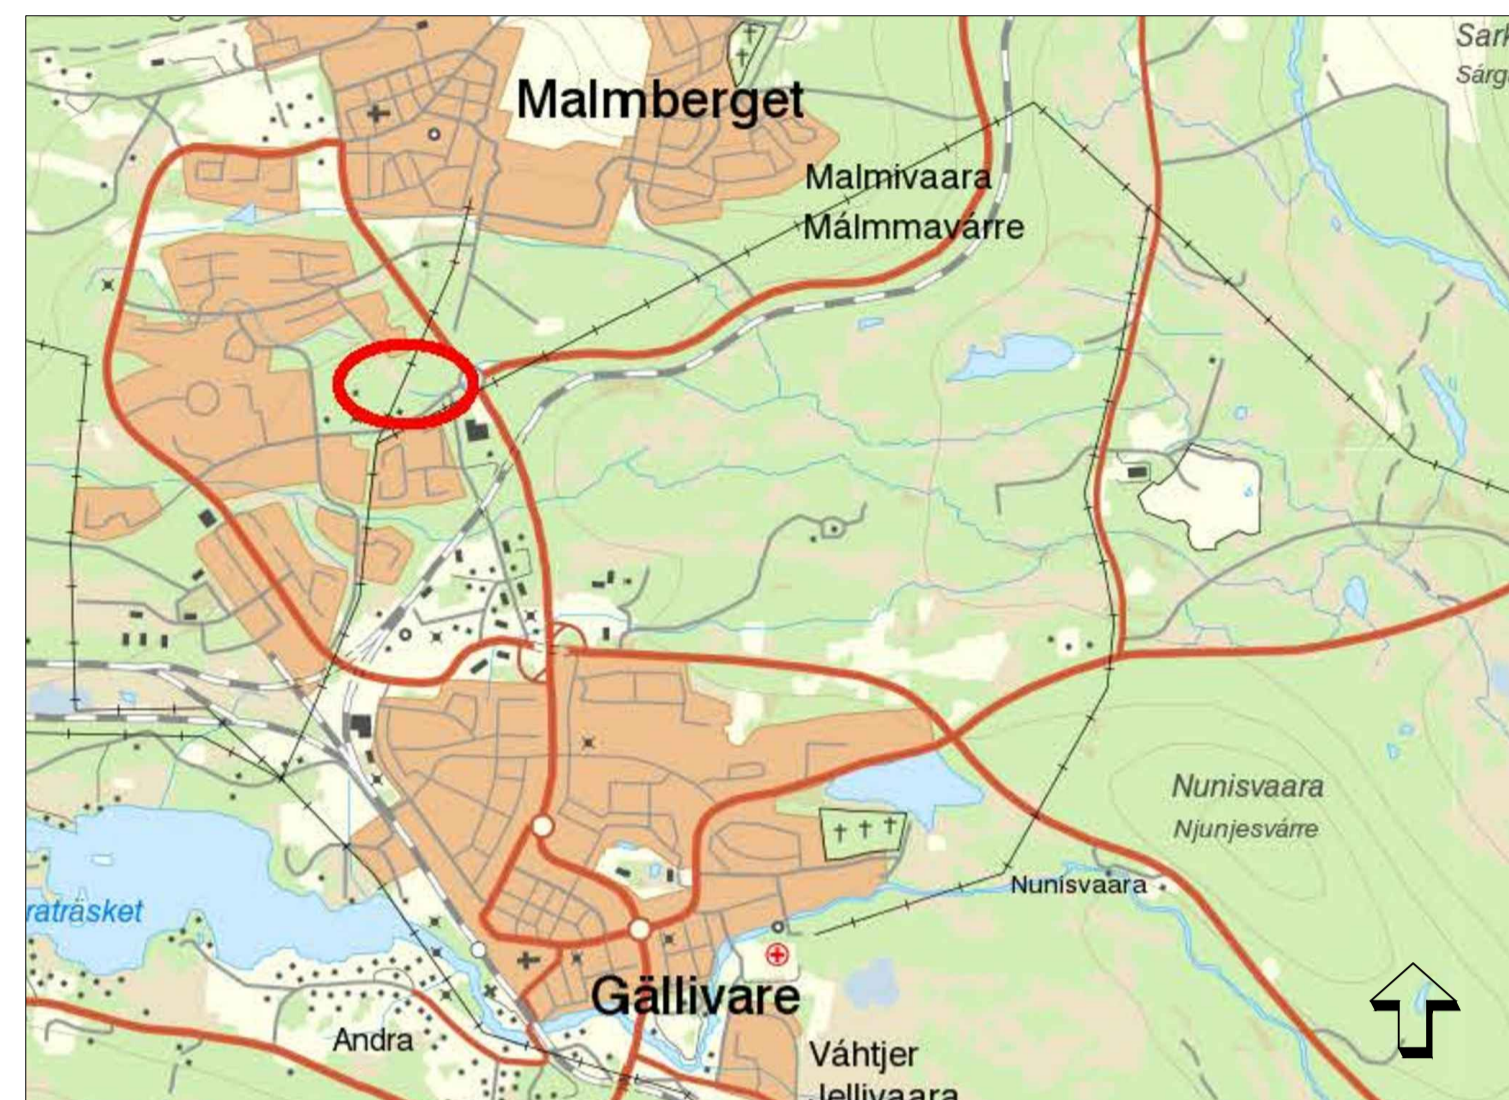 Malmberget
Sark
Sárg
Malmivaara
Málmmavárre
Nunisvaara
Njunjesvárre
Nunisvaara
raträsket
Gällivare
Andra
Váhtjer
Jellivaara